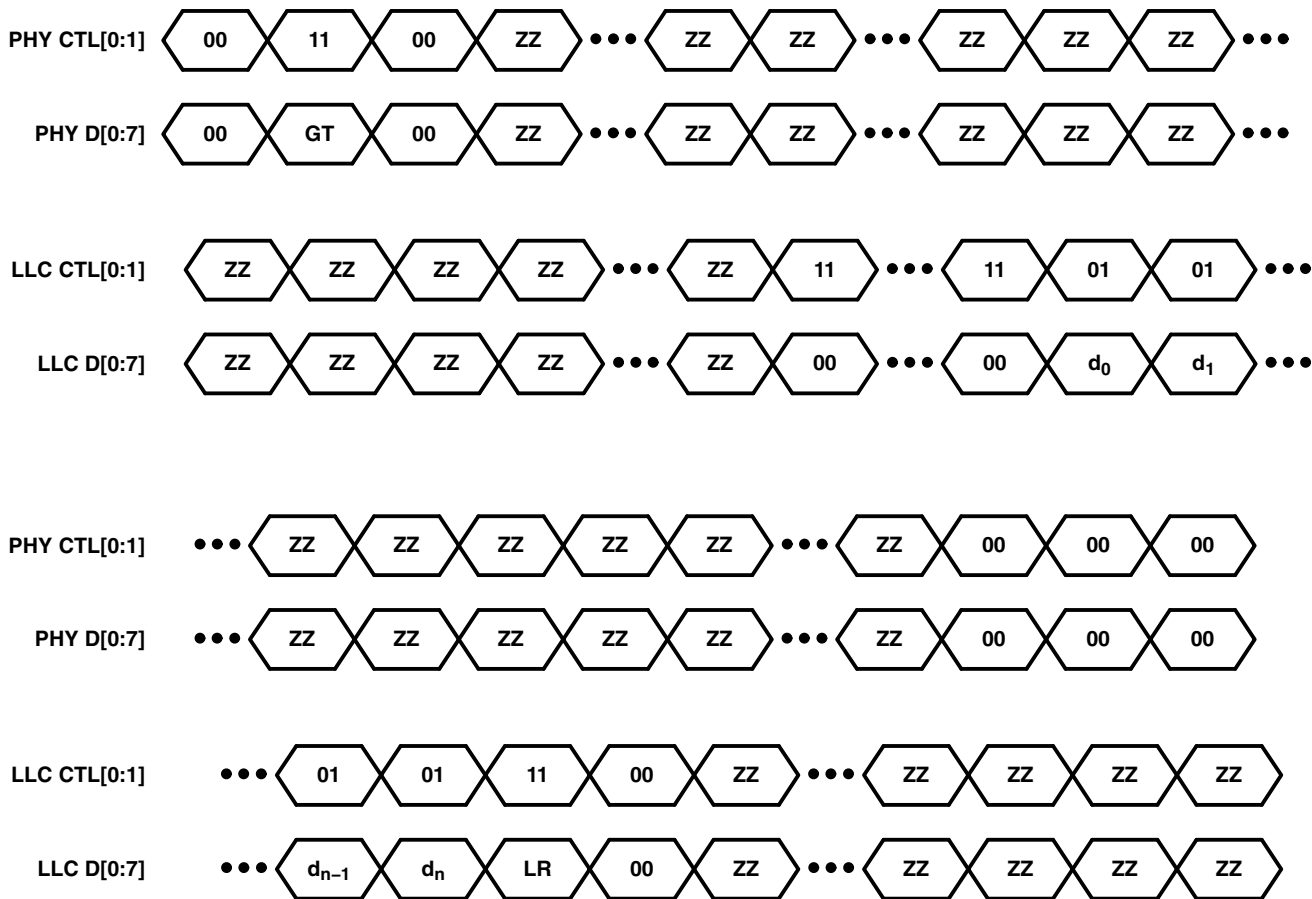 PHY CTL[0:1] 00 11 00 ZZ ••• ZZ ZZ ••• ZZ ZZ ZZ •••
PHY D[0:7] 00 GT 00 ZZ ••• ZZ ZZ ••• ZZ ZZ ZZ •••
LLC CTL[0:1] ZZ ZZ ZZ ZZ ••• ZZ 11 ••• 11 01 01 •••
LLC D[0:7] ZZ ZZ ZZ ZZ ••• ZZ 00 ••• 00 d0 d1 •••
PHY CTL[0:1] ••• ZZ ZZ ZZ ZZ ZZ ••• ZZ 00 00 00
PHY D[0:7] ••• ZZ ZZ ZZ ZZ ZZ ••• ZZ 00 00 00
LLC CTL[0:1] ••• 01 01 11 00 ZZ ••• ZZ ZZ ZZ ZZ
LLC D[0:7] ••• dn−1 dn LR 00 ZZ ••• ZZ ZZ ZZ ZZ